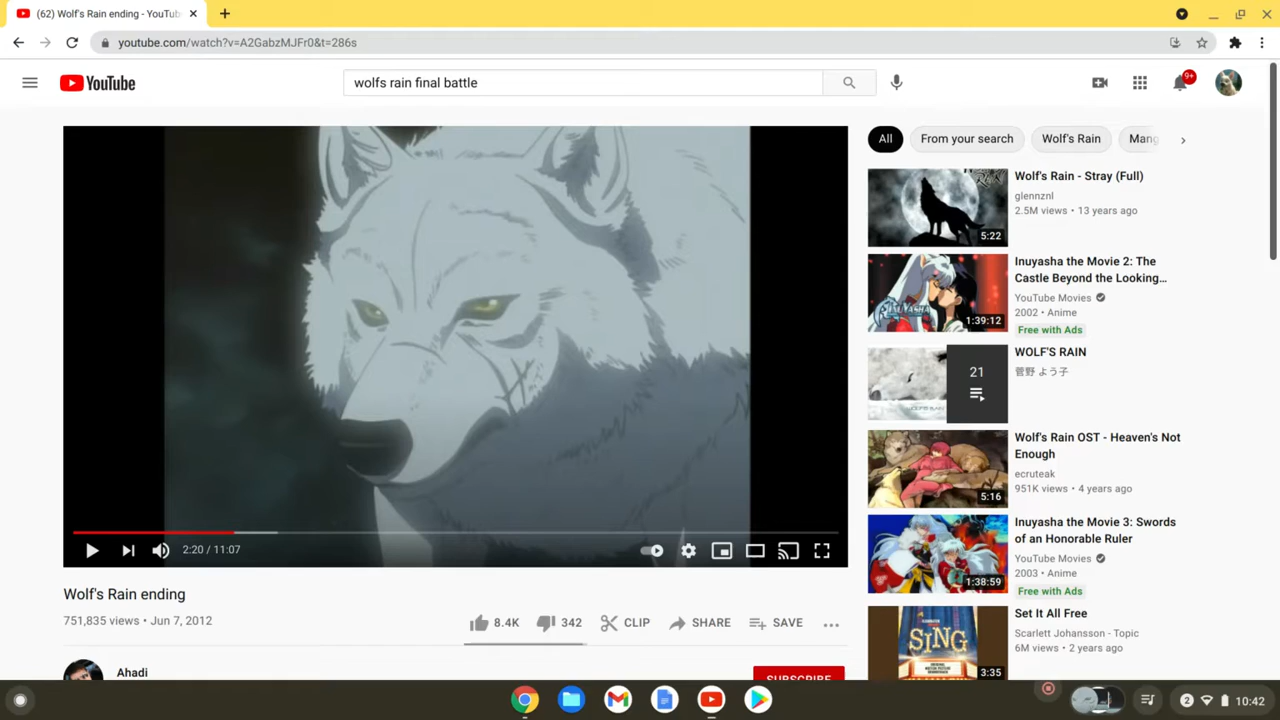 (62) Wolf's Rain ending - YouTub
youtube.com/watch?v=A2GabzMJFr0&t=286s
YouTube
wolfs rain final battle
9+
All
From your search
Wolf's Rain
Mang
Wolf's Rain - Stray (Full)
glennznl
2.5M views • 13 years ago
5:22
Inuyasha the Movie 2: The
Castle Beyond the Looking…
YouTube Movies
2002 • Anime
Free with Ads
1:39:12
WOLF'S RAIN
菅野 よう子
21
Wolf's Rain OST - Heaven's Not
Enough
ecruteak
951K views • 4 years ago
5:16
Inuyasha the Movie 3: Swords
of an Honorable Ruler
YouTube Movies
2003 • Anime
Free with Ads
1:38:59
Set It All Free
Scarlett Johansson - Topic
6M views • 2 years ago
SING
3:35
2:20 / 11:07
Wolf's Rain ending
751,835 views • Jun 7, 2012
8.4K
342
CLIP
SHARE
SAVE
Ahadi
SUBSCRIBE
2
10:42